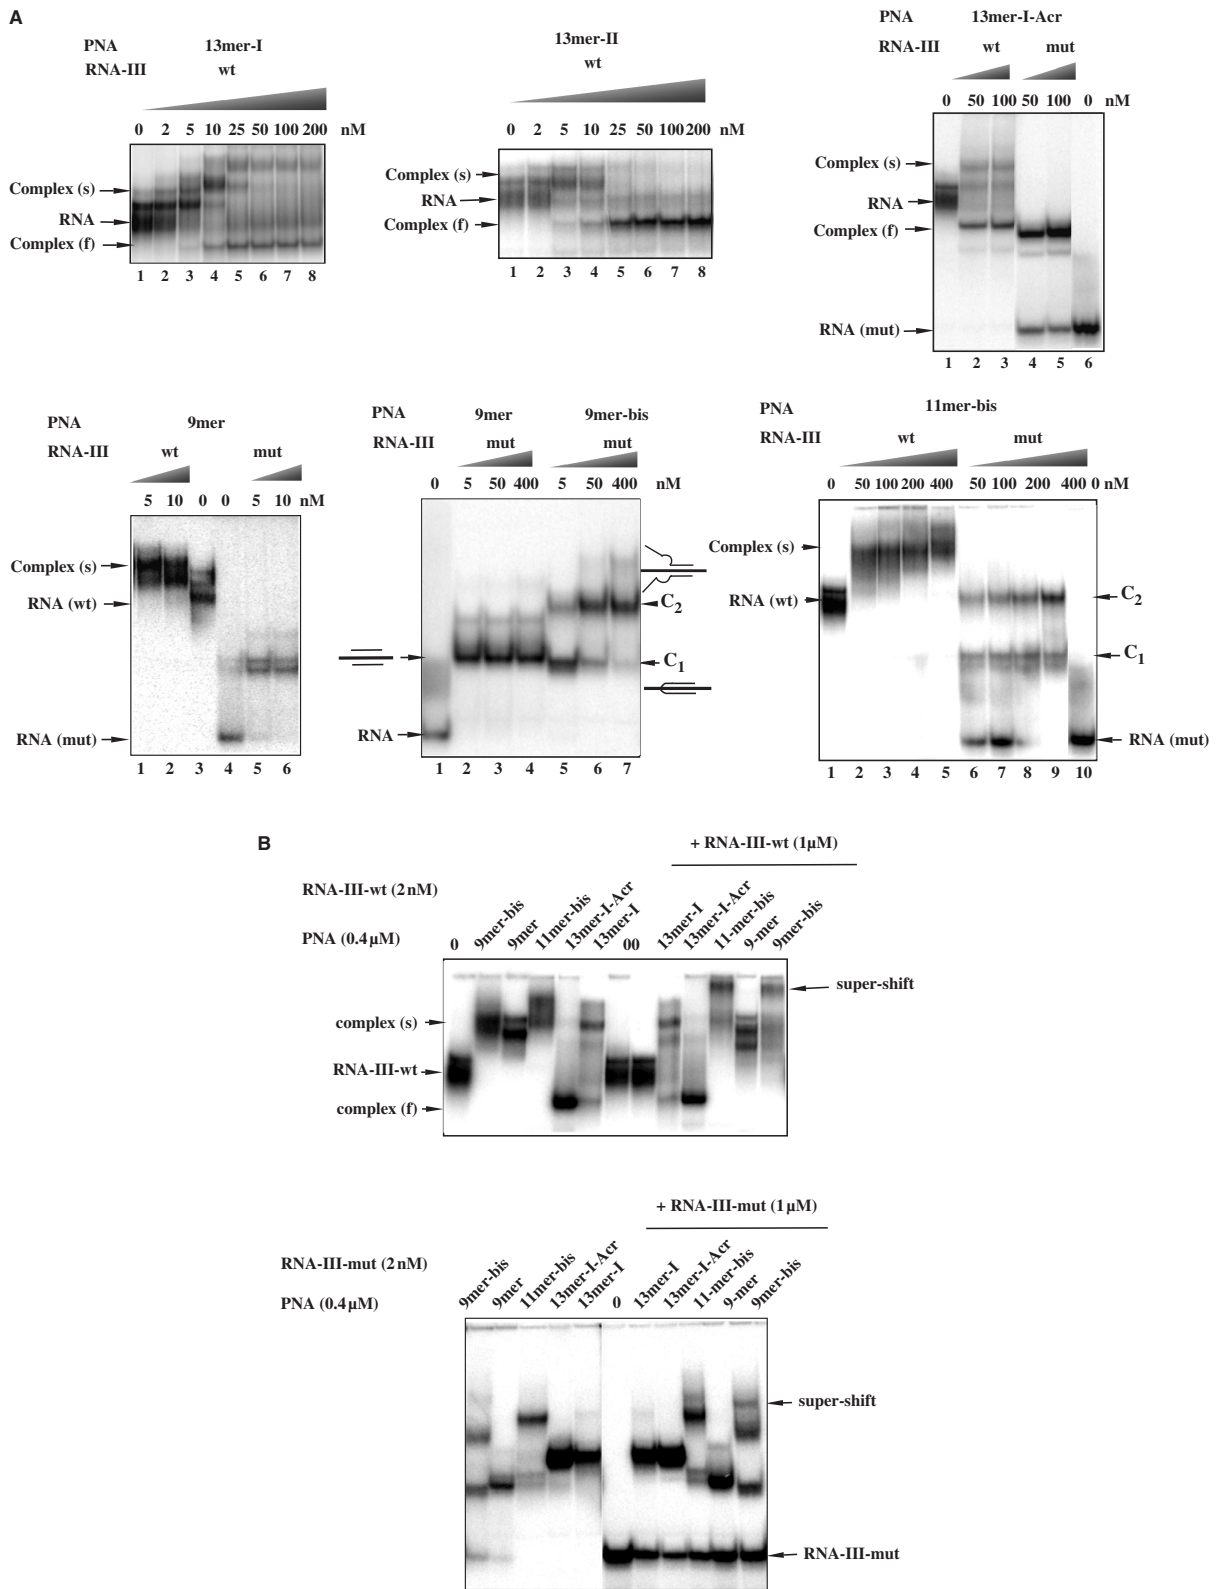 A
PNA 13mer-I
RNA-III wt
0 2 5 10 25 50 100 200 nM
Complex (s)
RNA
Complex (f)
1 2 3 4 5 6 7 8
13mer-II
wt
0 2 5 10 25 50 100 200
Complex (s)
RNA
Complex (f)
1 2 3 4 5 6 7 8
PNA 13mer-I-Acr
RNA-III wt mut
0 50 100 50 100 0 nM
Complex (s)
RNA
Complex (f)
RNA (mut)
1 2 3 4 5 6
PNA 9mer
RNA-III wt mut
5 10 0 0 5 10 nM
Complex (s)
RNA (wt)
RNA (mut)
1 2 3 4 5 6
PNA 9mer 9mer-bis
RNA-III mut mut
0 5 50 400 5 50 400 nM
C2
C1
RNA
1 2 3 4 5 6 7
PNA 11mer-bis
RNA-III wt mut
0 50 100 200 400 50 100 200 400 0 nM
Complex (s)
RNA (wt)
C2
C1
RNA (mut)
1 2 3 4 5 6 7 8 9 10
B
+ RNA-III-wt (1µM)
RNA-III-wt (2 nM)
PNA (0.4 µM)
0 9mer-bis 9mer 11mer-bis 13mer-I-Acr 13mer-I 00 13mer-I 13mer-I-Acr 11-mer-bis 9-mer 9mer-bis
super-shift
complex (s)
RNA-III-wt
complex (f)
+ RNA-III-mut (1 µM)
RNA-III-mut (2 nM)
PNA (0.4 µM)
9mer-bis 9mer 11mer-bis 13mer-I-Acr 13mer-I 0 13mer-I 13mer-I-Acr 11-mer-bis 9-mer 9mer-bis
super-shift
RNA-III-mut